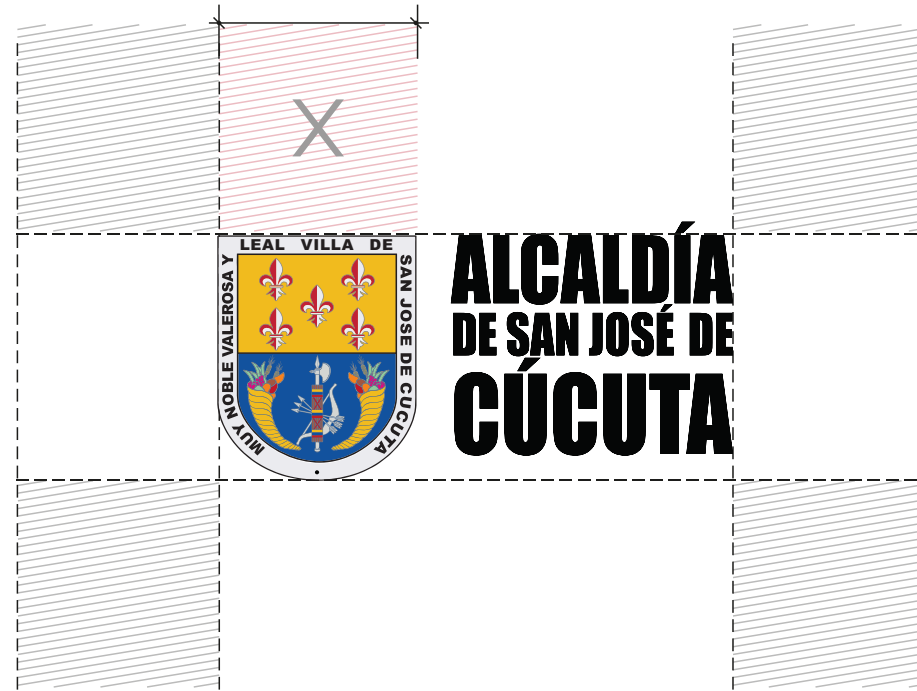 X
MUY NOBLE VALEROSA Y LEAL VILLA DE SAN JOSE DE CUCUTA
ALCALDÍA
DE SAN JOSÉ DE
CÚCUTA